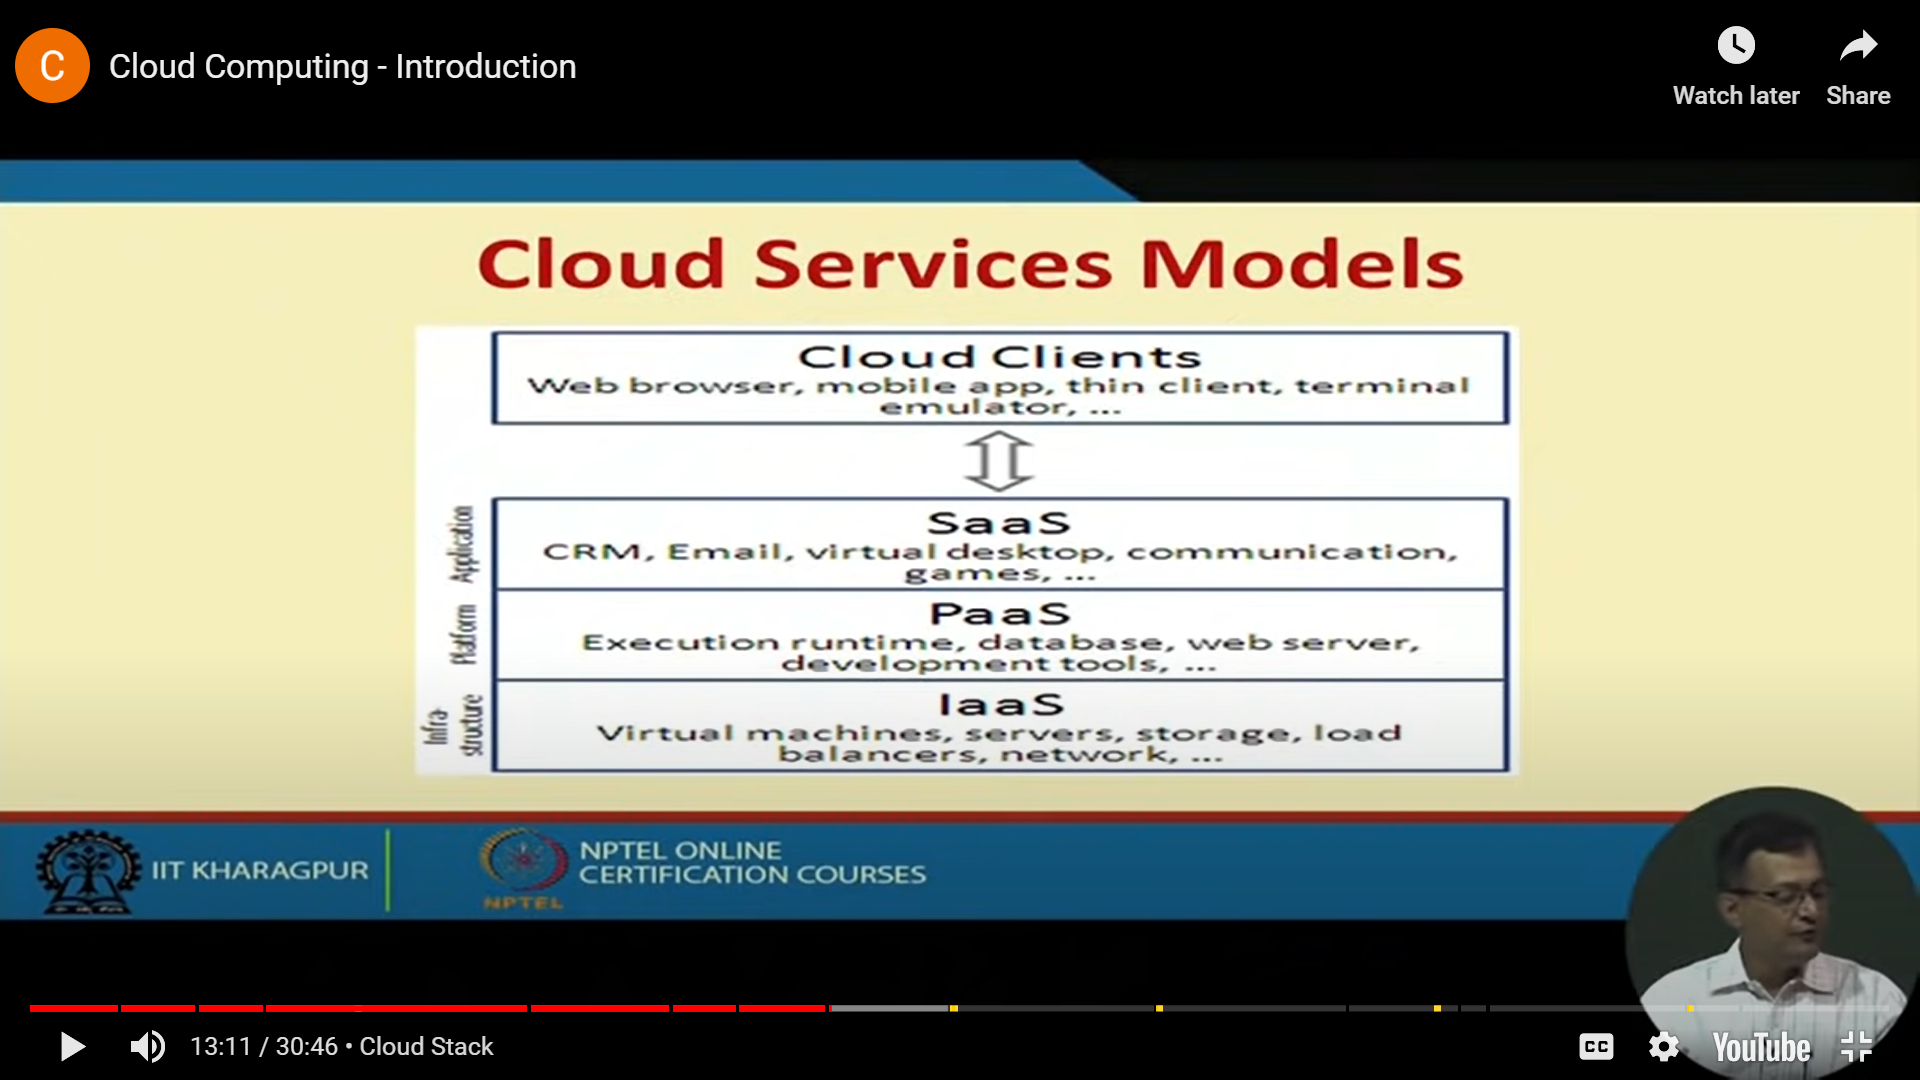 C
Cloud Computing - Introduction
Watch later
Share
Cloud Services Models
Cloud Clients
Web browser, mobile app, thin client, terminal
emulator, ...
Application
SaaS
CRM, Email, virtual desktop, communication,
games, ...
Platform
PaaS
Execution runtime, database, web server,
development tools, ...
Infra-
structure
IaaS
Virtual machines, servers, storage, load
balancers, network, ...
IIT KHARAGPUR
NPTEL
NPTEL ONLINE
CERTIFICATION COURSES
13:11 / 30:46 • Cloud Stack
CC
YouTube